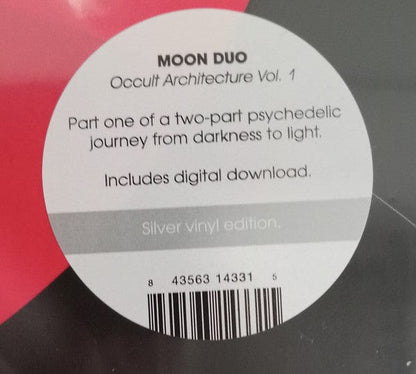 MOON DUO
Occult Architecture Vol. 1
Part one of a two-part psychedelic
journey from darkness to light.
Includes digital download.
Silver vinyl edition.
8 43563 14331 5